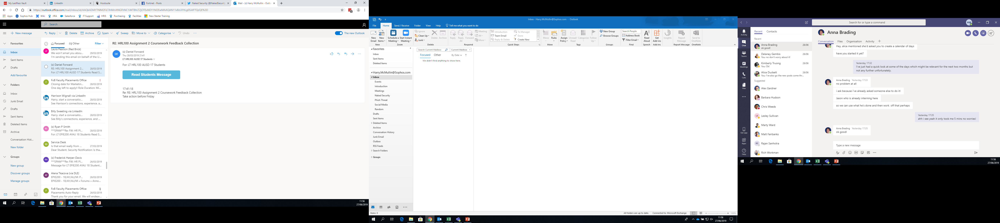 My LastPass Vault
LinkedIn
Hootsuite
Fortinet - Posts
Naked Security (@NakedSecurity
Mail - (s) Harry McMullin - Outl
Apps
Sophos Hub
Wiki
JIRA
Salesforce
IT Support
HRIS
Purchasing
Facilities
New Starter Training
Search
New message
Reply
Delete
Archive
Spam
Sweep
Move to
Categorise
Undo
The new Outlook
Favourites
Inbox
Sent Items
Drafts
Add favourite
Folders
Inbox
Junk Email
Drafts
Sent Items
Deleted Items
Archive
Conversation Hist...
New folder
Groups
New group
Discover groups
Manage groups
Focused
Other
Filter
LP
Laura Pearson (Red Brick)
We won't email you abou... 29/03/2019
I'm sending this email on behalf of the U...
(s) Daniel Forward
RE: HRL100 Assignment 2... 28/03/2019
For: LT HRL100 AUSD 17 Students Read S...
F
FoB Faculty Placements Office !
Closing date for Marketin... 28/03/2019
One day left to apply!! Role Duration: Mi...
Harrison Wignall via LinkedIn
Harry, start a conversatio... 28/03/2019
See Harrison's connections, experience, a...
Billy Sweeting via LinkedIn
Harry, start a conversatio... 28/03/2019
See Billy's connections, experience, and ...
RS
(s) Ryan P Smith
***SPAM***Re: FW: HR Pl... 28/03/2019
For: LT EPIE200 AYAU 18 Students Read S...
SD
Service Desk
Is that email really from ... 27/03/2019
Dear Student, Security Notification: Is tha...
FH
(s) Frederick Harper-Davis
***SPAM***Re: FW: HR Pl... 26/03/2019
Message for LT EPIE200 AYAU 18 Student...
AT
Alena Tkacova (via DLE)
EPIE200 - 18/AY/AU/M: P... 26/03/2019
EPIE200 - 18/AY/AU/M » Forums » Anno...
F
FoB Faculty Placements Office
Placements Auto-Reply 26/03/2019
Thank you for your email. We will endeav...
RE: HRL100 Assignment 2 Coursework Feedback Collection
DF
(s) Daniel Forward
Thu 28/03/2019 21:41
LT HRL100 AUSD 17 Students
For: LT HRL100 AUSD 17 Students
Read Students Message
17:41:18
Re: RE: HRL100 Assignment 2 Coursework Feedback Collection
Take action before Friday
11:56
27/06/2019
Inbox - Harry.McMullin@Sophos.com - Outlook
File
Home
Send / Receive
Folder
View
Help
Tell me what you want to do
New Email
New Items
New
Schedule a Meeting
Start Instant Meeting
Zoom
Ignore
Clean Up
Junk
Delete
Archive
Delete
Reply
Reply All
Forward
Meeting
IM
More
Respond
Introduction
Team Email
Reply & Delete
To Manager
Done
Create New
Quick Steps
Move
Rules
Move
Assign Policy
Unread/ Read
Categorise
Follow Up
Tags
New Group
Browse Groups
Groups
Search People
Address Book
Filter Email
Find
Read Aloud
Speech
Get Add-ins
Add-ins
Insights
Report Message
Report Message
Send to OneNote
OneNote
Favorites
Inbox
Sent Items
Deleted Items
Harry.McMullin@Sophos.com
Inbox
Events
Introduction
Meetings
Naked Security
Phish Threat
Social Media
Random
Drafts
Sent Items
Deleted Items
Archive
Conversation History
Junk Email
Outbox
RSS Feeds
Search Folders
Groups
Search Current Mailbox
Current Mailbox
Focused
Other
By Date
We didn't find anything to show here.
Items: 0
All folders are up to date.
Connected to: Microsoft Exchange
100%
11:56
27/06/2019
Search for or type a command
HM
Activity
Chat
Teams
Meetings
Calls
Files
Get app
Apps
Help
Recent
Contacts
Recent
Anna Brading 26/06
ok good!
Delaney Gembis 26/06
You: no don't worry about it!
Kimberly Truong 26/06
You: Ok!
Alice Duckett 26/06
You: I've also go the new posts come thr...
Suggested
Alex Gardner
Barbara Hudson
Chris Weeds
LS
Lesley Sullivan
Marty Ward
Matt Fairbanks
RS
Rajan Sanhotra
Rich Workman
Anna Brading
Conversation
Files
Organisation
Activity
Hey. alice mentioned she'd asked you to create a calendar of days
have you started it yet?
Yesterday 17:32
I've just had a quick look at some of the days which might be relevant for the next two months but
not any further unfortunately.
Anna Brading Yesterday 17:33
no problem at all
i ask because i've already asked someone else to do it!
Jason who is already interning here
so we can use what he's done and then work off that perhaps
Yesterday 17:35
ahh i see yeah it only took me 5 mins no worries!
Anna Brading Yesterday 17:35
ok good!
Type a new message
11:56
27/06/2019